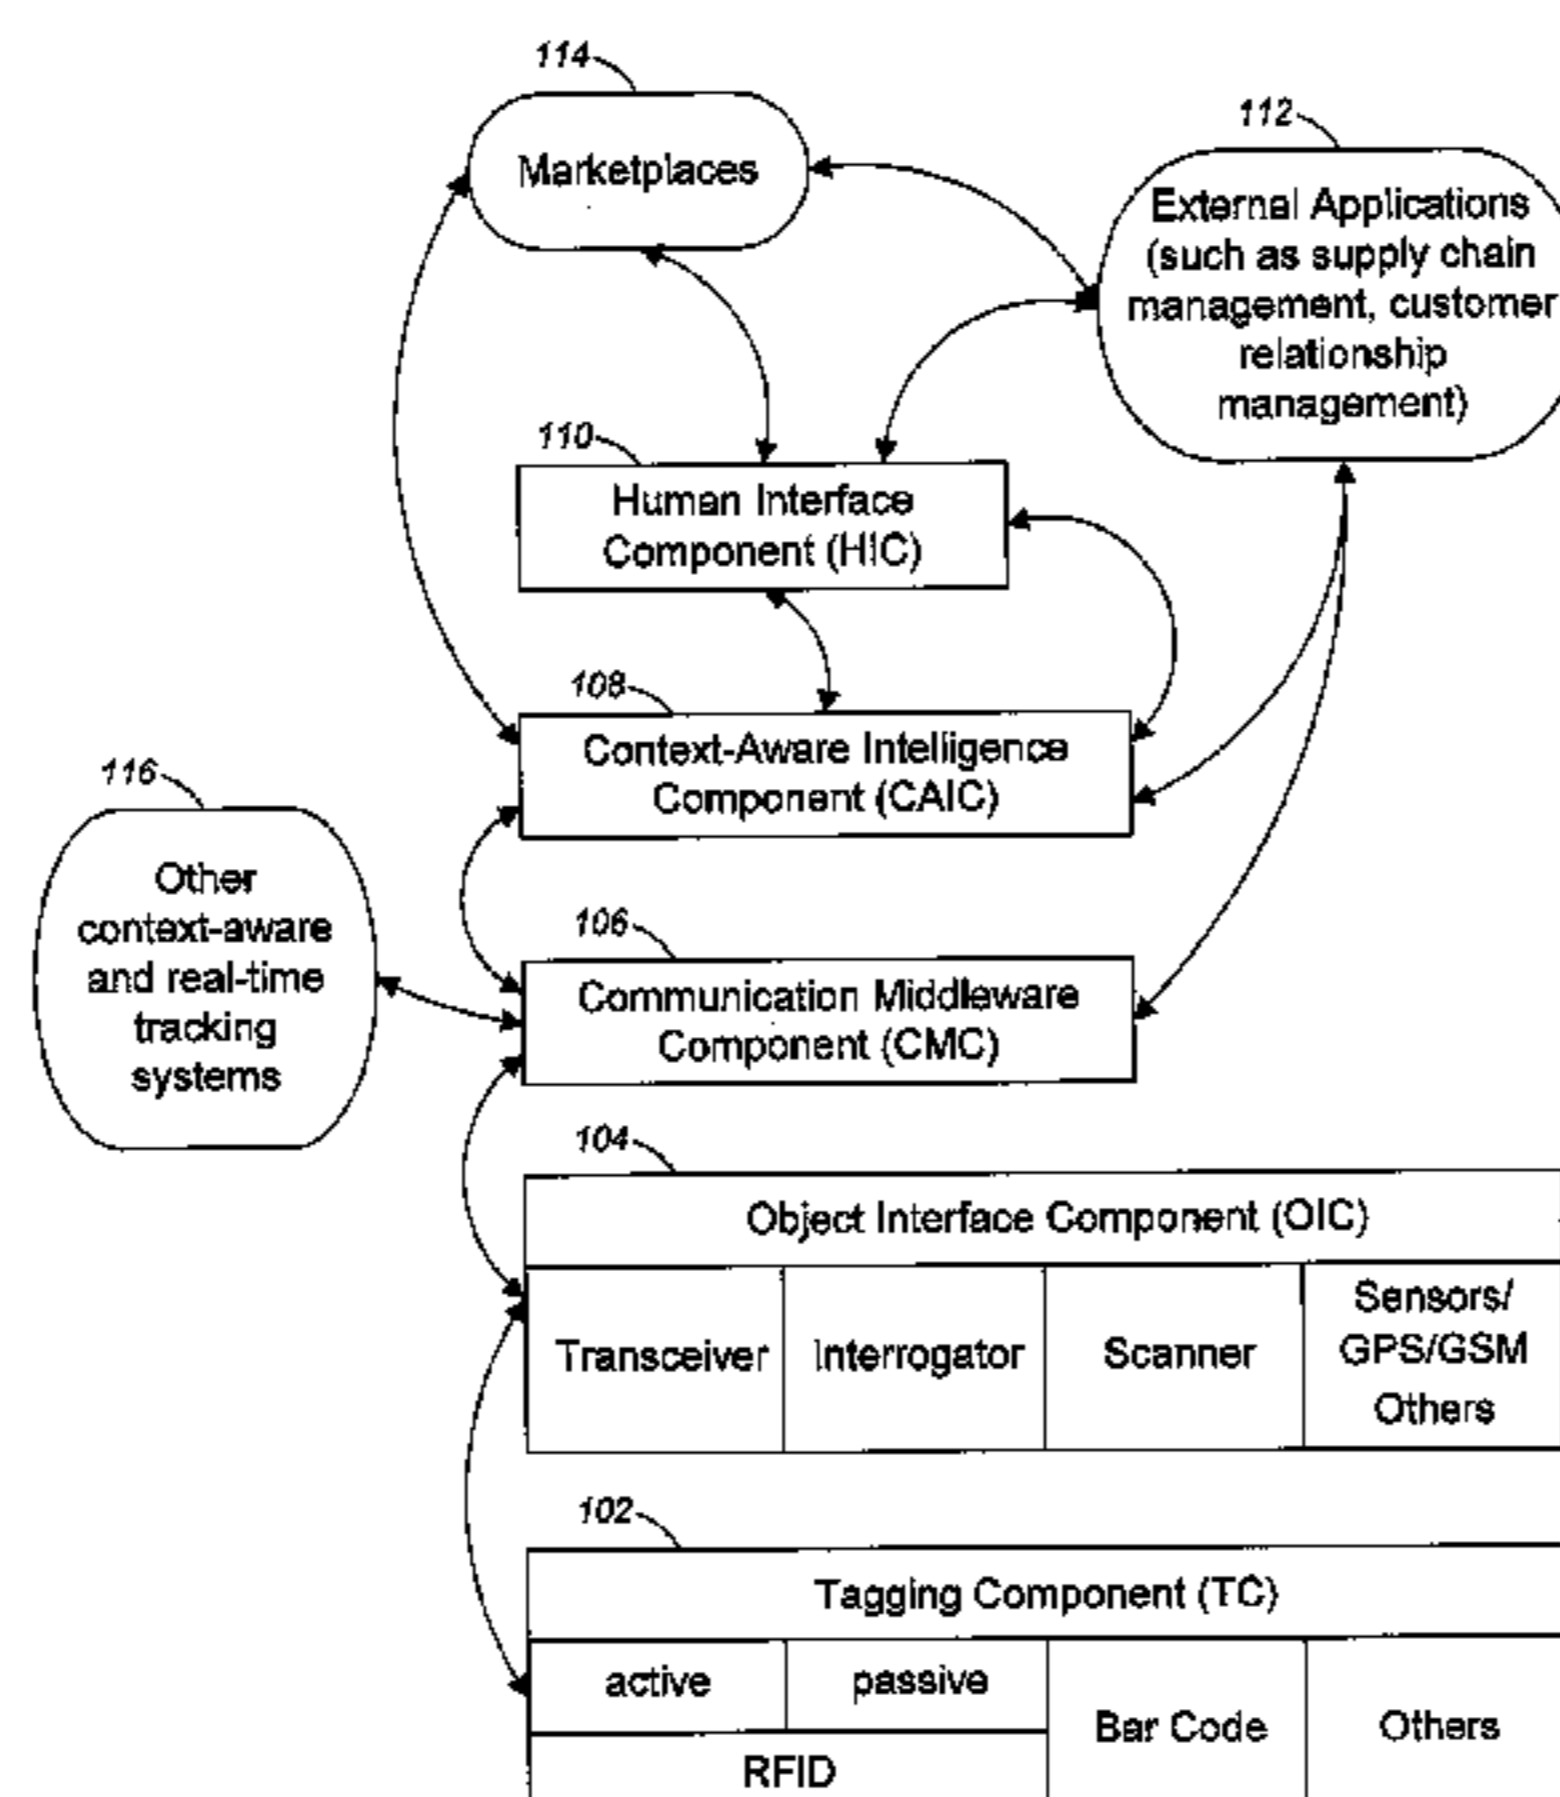 114
Marketplaces
112
External Applications
(such as supply chain
management, customer
relationship
management)
110
Human Interface
Component (HIC)
108
Context-Aware Intelligence
Component (CAIC)
116
Other
context-aware
and real-time
tracking
systems
106
Communication Middleware
Component (CMC)
104
Object Interface Component (OIC)
Transceiver
Interrogator
Scanner
Sensors/
GPS/GSM
Others
102
Tagging Component (TC)
active
passive
RFID
Bar Code
Others